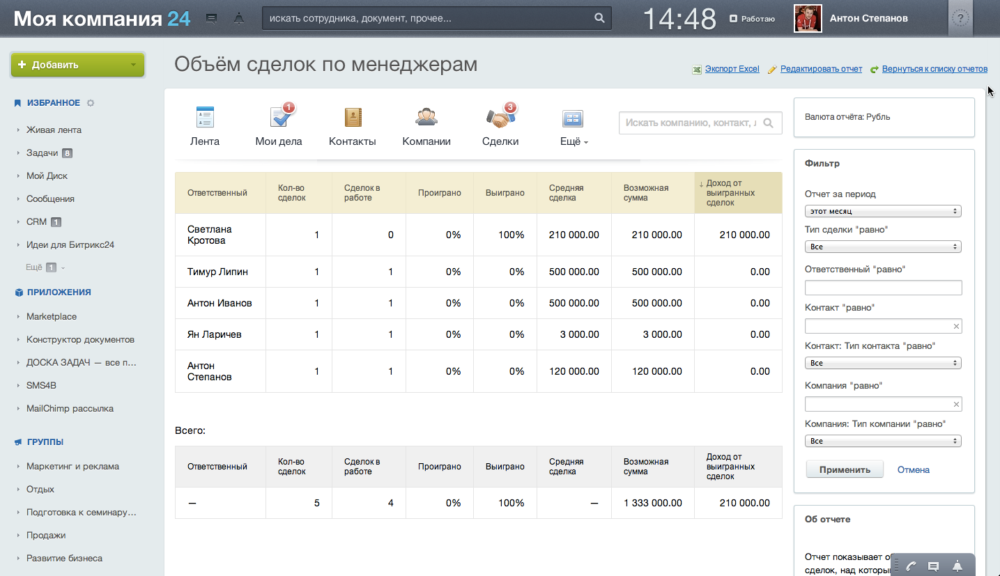 Моя компания 24
искать сотрудника, документ, прочее...
14:48
Работаю
Антон Степанов
?
Добавить
Объём сделок по менеджерам
Экспорт Excel
Редактировать отчет
Вернуться к списку отчетов
ИЗБРАННОЕ
Живая лента
Задачи 8
Мой Диск
Сообщения
CRM 1
Идеи для Битрикс24
Ещё 1
ПРИЛОЖЕНИЯ
Marketplace
Конструктор документов
ДОСКА ЗАДАЧ — все п...
SMS4B
MailChimp рассылка
ГРУППЫ
Маркетинг и реклама
Отдых
Подготовка к семинару...
Продажи
Развитие бизнеса
Лента
1
Мои дела
Контакты
Компании
3
Сделки
Ещё
Искать компанию, контакт,
Ответственный Кол-во сделок Сделок в работе Проиграно Выиграно Средняя сделка Возможная сумма ↓ Доход от выигранных сделок
Светлана Кротова 1 0 0% 100% 210 000.00 210 000.00 210 000.00
Тимур Липин 1 1 0% 0% 500 000.00 500 000.00 0.00
Антон Иванов 1 1 0% 0% 500 000.00 500 000.00 0.00
Ян Ларичев 1 1 0% 0% 3 000.00 3 000.00 0.00
Антон Степанов 1 1 0% 0% 120 000.00 120 000.00 0.00
Всего:
Ответственный Кол-во сделок Сделок в работе Проиграно Выиграно Средняя сделка Возможная сумма Доход от выигранных сделок
— 5 4 0% 100% — 1 333 000.00 210 000.00
Валюта отчёта: Рубль
Фильтр
Отчет за период
этот месяц
Тип сделки "равно"
Все
Ответственный "равно"
Контакт "равно"
Контакт: Тип контакта "равно"
Все
Компания "равно"
Компания: Тип компании "равно"
Все
Применить
Отмена
Об отчете
Отчет показывает
сделок, над